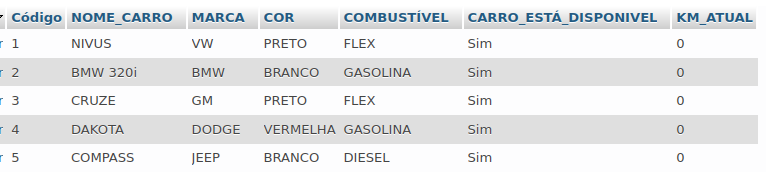 Código NOME_CARRO MARCA COR COMBUSTÍVEL CARRO_ESTÁ_DISPONIVEL KM_ATUAL
r 1 NIVUS VW PRETO FLEX Sim 0
r 2 BMW 320i BMW BRANCO GASOLINA Sim 0
r 3 CRUZE GM PRETO FLEX Sim 0
r 4 DAKOTA DODGE VERMELHA GASOLINA Sim 0
r 5 COMPASS JEEP BRANCO DIESEL Sim 0